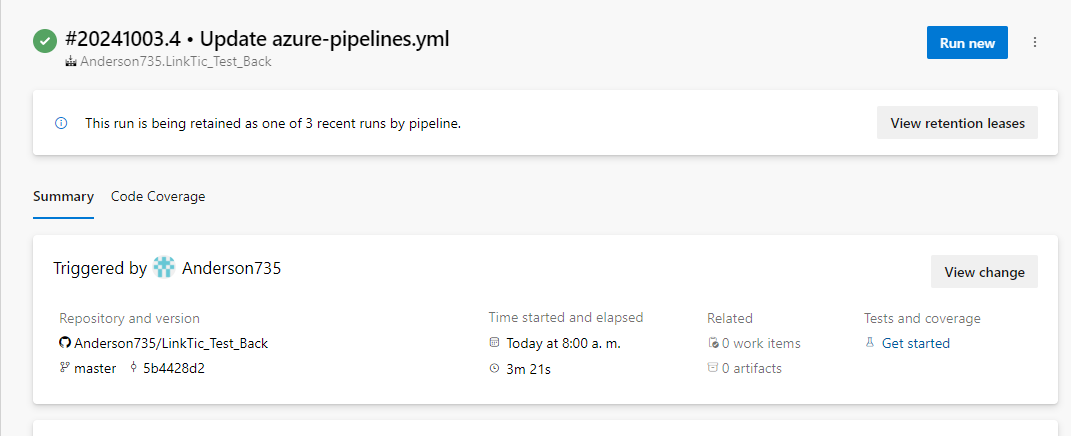 #20241003.4 • Update azure-pipelines.yml
Run new
Anderson735.LinkTic_Test_Back
This run is being retained as one of 3 recent runs by pipeline.
View retention leases
Summary
Code Coverage
Triggered by Anderson735
View change
Repository and version
Anderson735/LinkTic_Test_Back
master 5b4428d2
Time started and elapsed
Today at 8:00 a. m.
3m 21s
Related
0 work items
0 artifacts
Tests and coverage
Get started